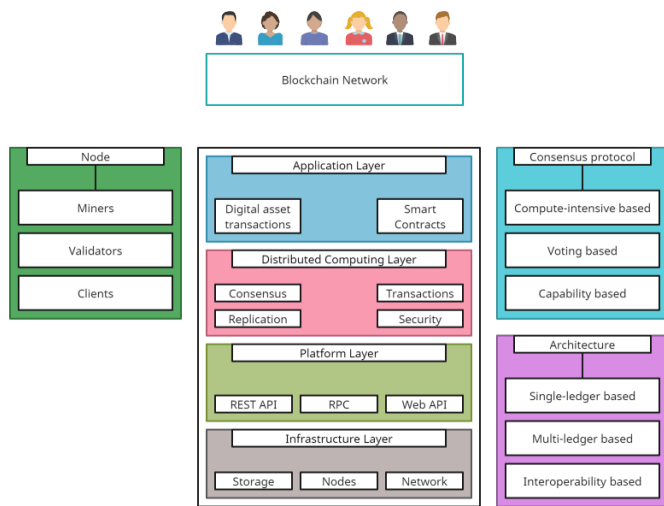 Blockchain Network
Node
Miners
Validators
Clients
Application Layer
Digital asset
transactions
Smart
Contracts
Distributed Computing Layer
Consensus
Transactions
Replication
Security
Platform Layer
REST API
RPC
Web API
Infrastructure Layer
Storage
Nodes
Network
Consensus protocol
Compute-intensive based
Voting based
Capability based
Architecture
Single-ledger based
Multi-ledger based
Interoperability based